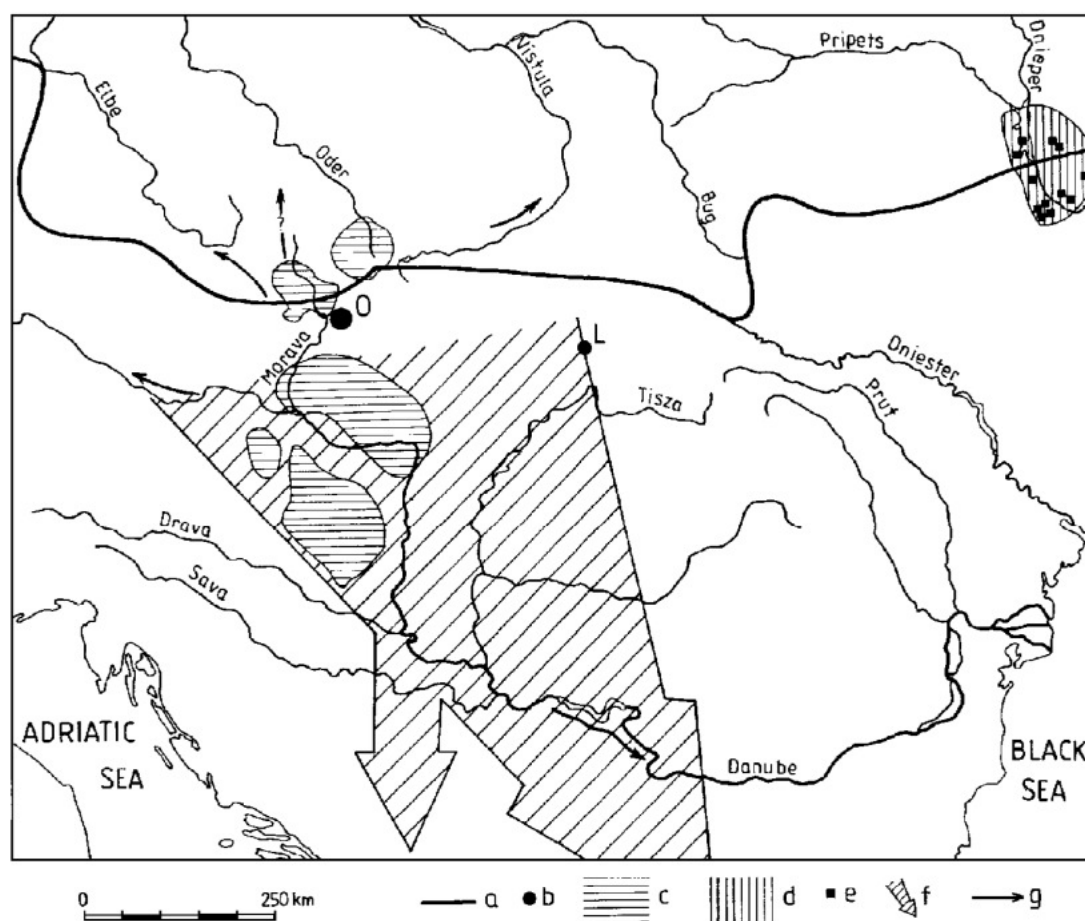 Elbe
Oder
Nistula
Bug
Pripets
Dnieper
?
O
L
Morava
Tisza
Dniester
Prut
Drava
Sava
Danube
ADRIATIC
SEA
BLACK
SEA
0 250 km
a b c d e f g